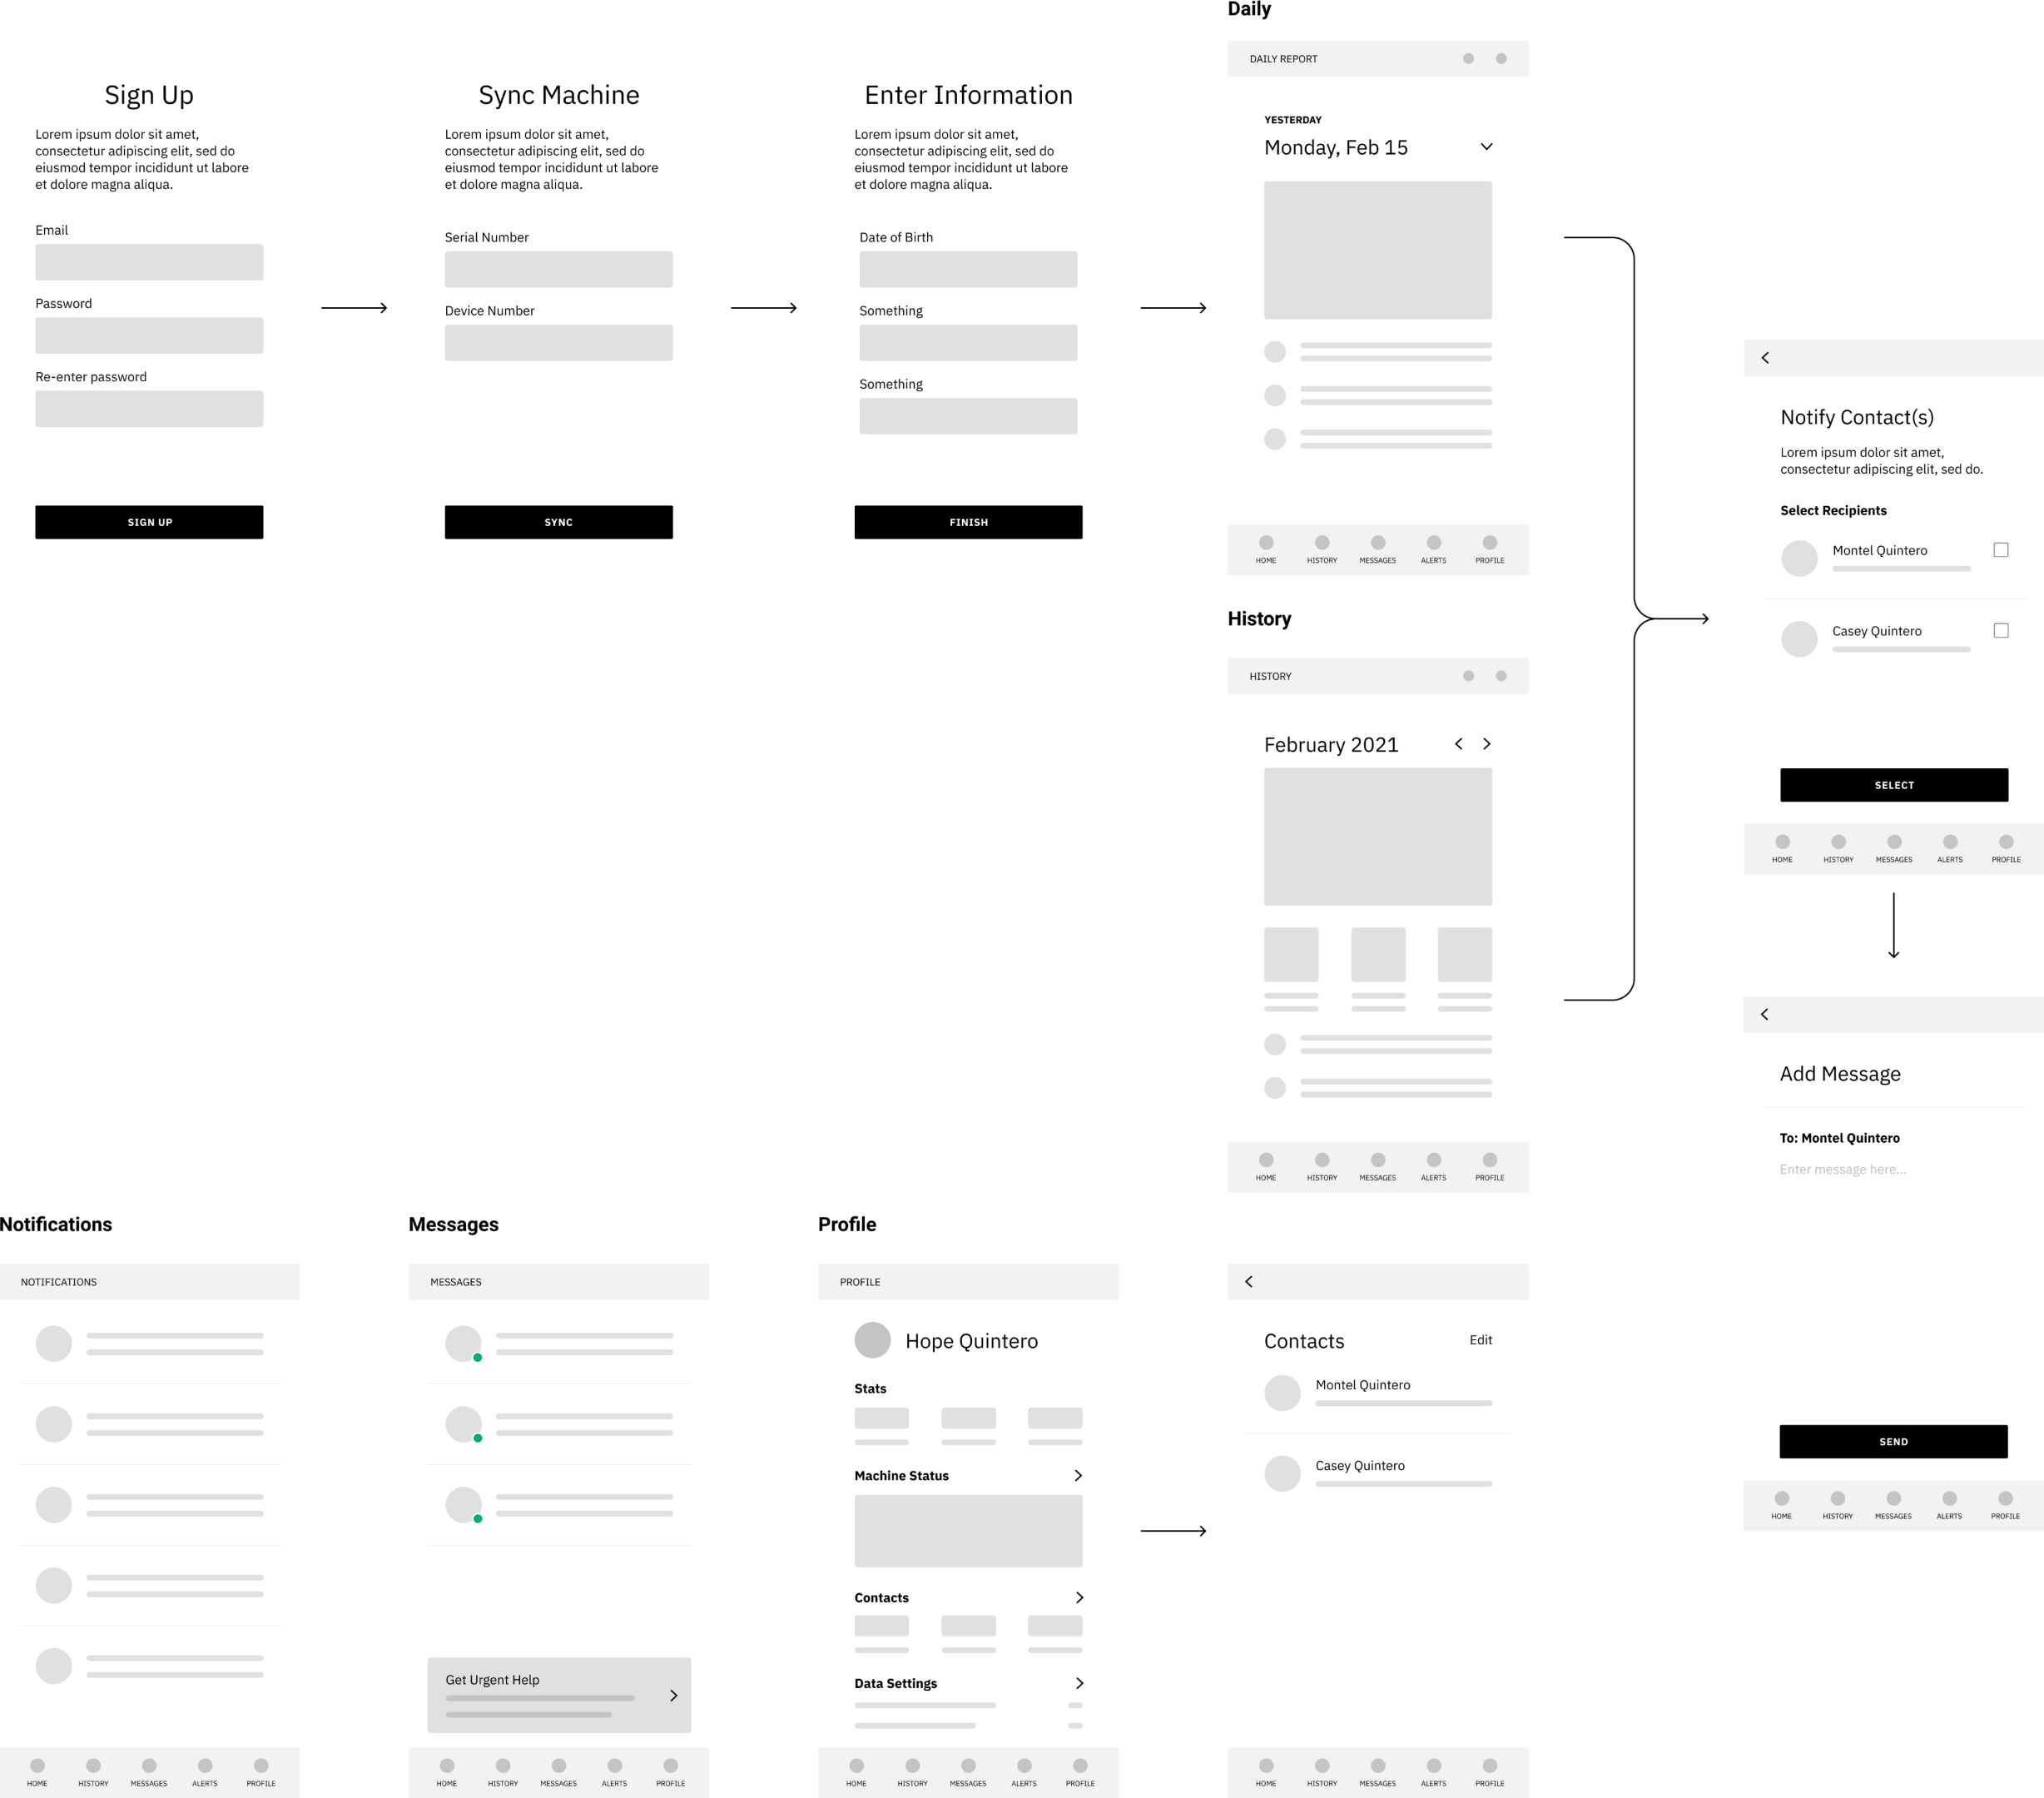 Sign Up
Lorem ipsum dolor sit amet,
consectetur adipiscing elit, sed do
eiusmod tempor incididunt ut labore
et dolore magna aliqua.
Email
Password
Re-enter password
SIGN UP
Sync Machine
Lorem ipsum dolor sit amet,
consectetur adipiscing elit, sed do
eiusmod tempor incididunt ut labore
et dolore magna aliqua.
Serial Number
Device Number
SYNC
Enter Information
Lorem ipsum dolor sit amet,
consectetur adipiscing elit, sed do
eiusmod tempor incididunt ut labore
et dolore magna aliqua.
Date of Birth
Something
Something
FINISH
Daily
DAILY REPORT
YESTERDAY
Monday, Feb 15
HOME HISTORY MESSAGES ALERTS PROFILE
History
HISTORY
February 2021
HOME HISTORY MESSAGES ALERTS PROFILE
Notify Contact(s)
Lorem ipsum dolor sit amet,
consectetur adipiscing elit, sed do.
Select Recipients
Montel Quintero
Casey Quintero
SELECT
HOME HISTORY MESSAGES ALERTS PROFILE
Add Message
To: Montel Quintero
Enter message here...
SEND
HOME HISTORY MESSAGES ALERTS PROFILE
Notifications
NOTIFICATIONS
HOME HISTORY MESSAGES ALERTS PROFILE
Messages
MESSAGES
Get Urgent Help
HOME HISTORY MESSAGES ALERTS PROFILE
Profile
PROFILE
Hope Quintero
Stats
Machine Status
Contacts
Data Settings
HOME HISTORY MESSAGES ALERTS PROFILE
Contacts Edit
Montel Quintero
Casey Quintero
HOME HISTORY MESSAGES ALERTS PROFILE